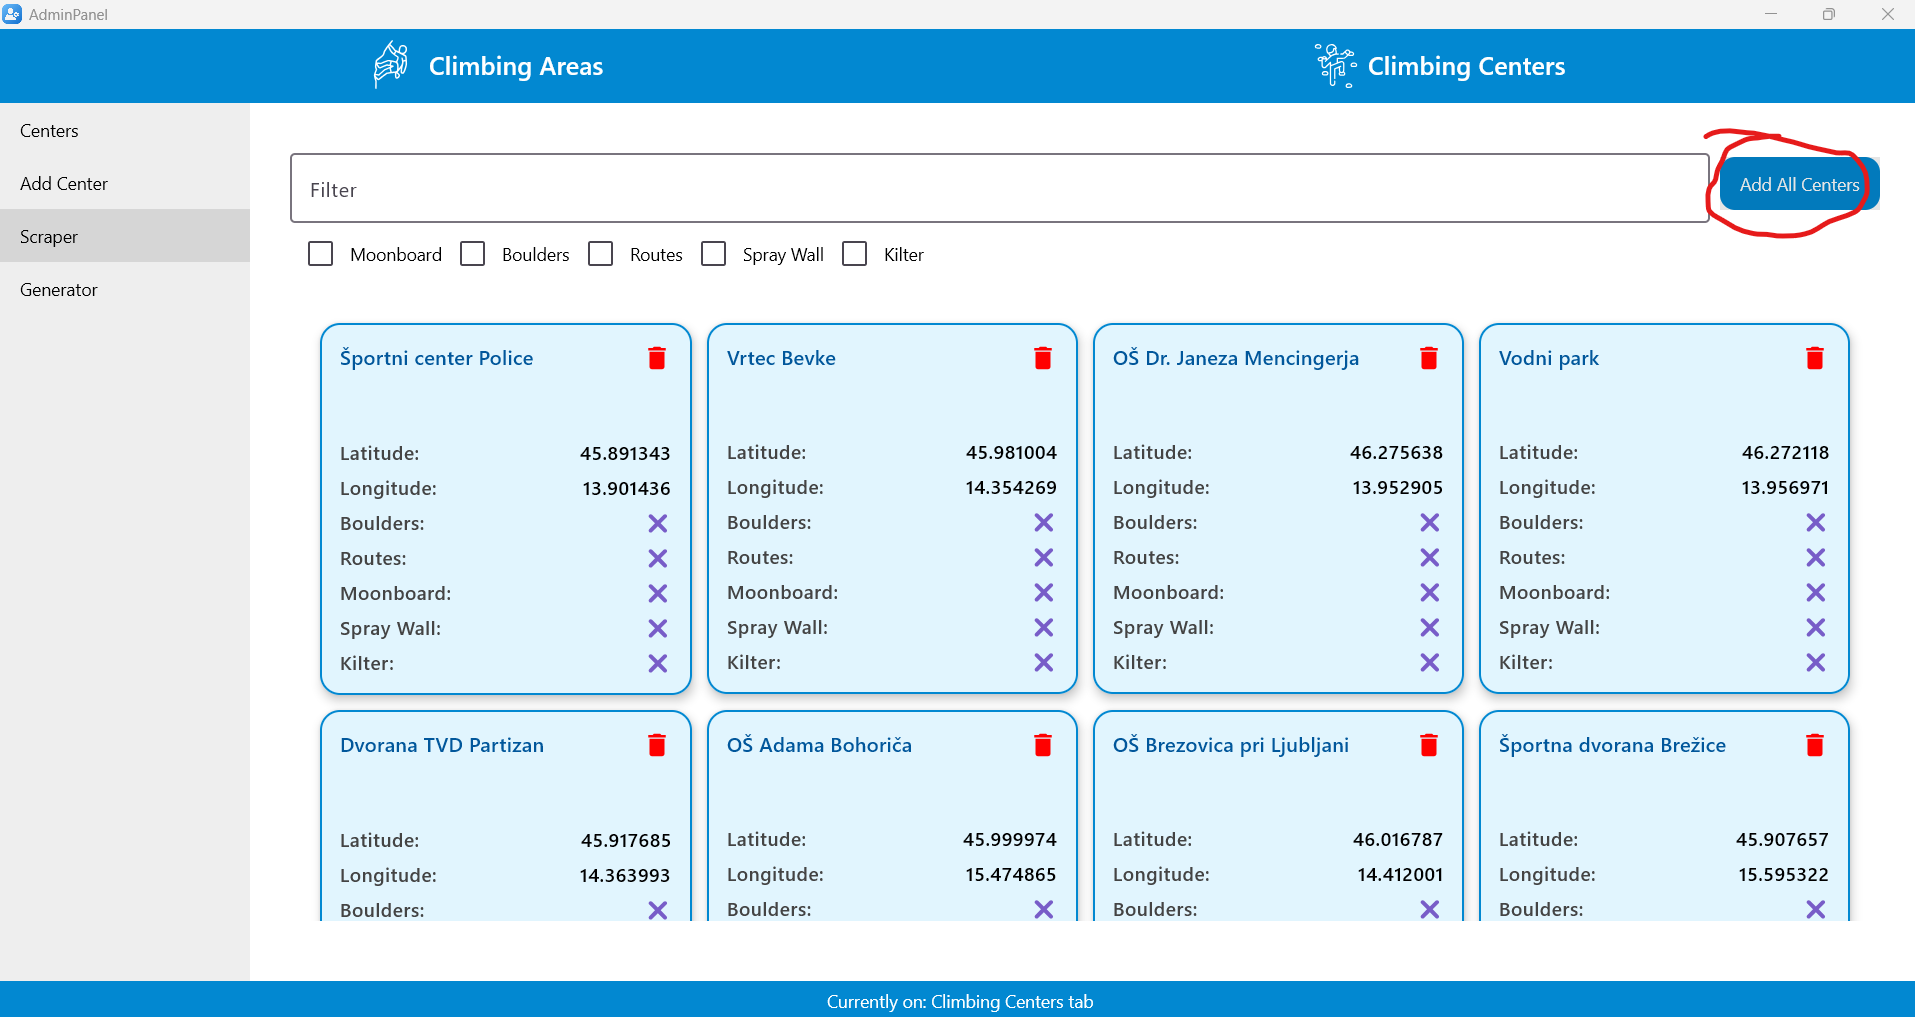 AdminPanel
Climbing Areas
Climbing Centers
Centers
Add Center
Scraper
Generator
Filter
Add All Centers
Moonboard Boulders Routes Spray Wall Kilter
Športni center Police
Latitude: 45.891343
Longitude: 13.901436
Boulders:
Routes:
Moonboard:
Spray Wall:
Kilter:
Vrtec Bevke
Latitude: 45.981004
Longitude: 14.354269
Boulders:
Routes:
Moonboard:
Spray Wall:
Kilter:
OŠ Dr. Janeza Mencingerja
Latitude: 46.275638
Longitude: 13.952905
Boulders:
Routes:
Moonboard:
Spray Wall:
Kilter:
Vodni park
Latitude: 46.272118
Longitude: 13.956971
Boulders:
Routes:
Moonboard:
Spray Wall:
Kilter:
Dvorana TVD Partizan
Latitude: 45.917685
Longitude: 14.363993
Boulders:
OŠ Adama Bohoriča
Latitude: 45.999974
Longitude: 15.474865
Boulders:
OŠ Brezovica pri Ljubljani
Latitude: 46.016787
Longitude: 14.412001
Boulders:
Športna dvorana Brežice
Latitude: 45.907657
Longitude: 15.595322
Boulders:
Currently on: Climbing Centers tab